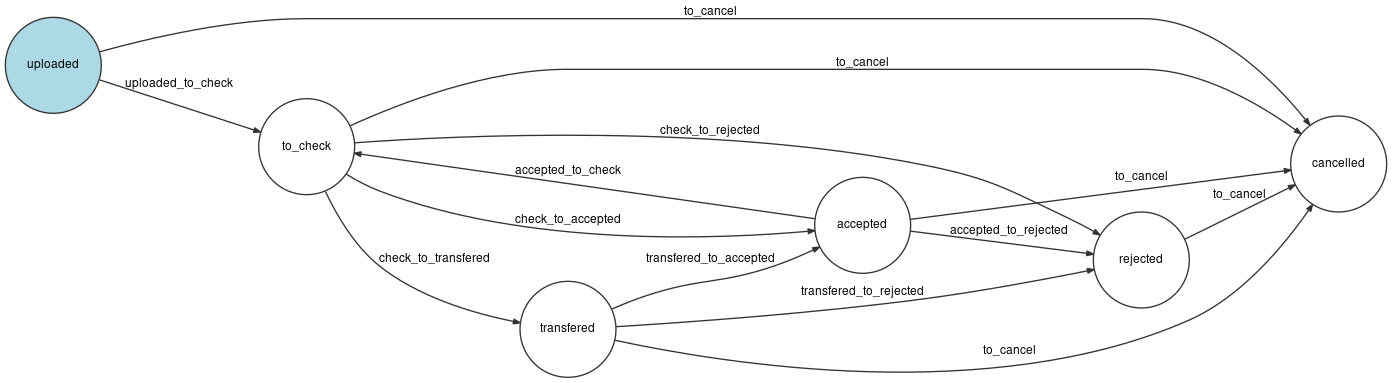 to_cancel
uploaded
to_cancel
uploaded_to_check
check_to_rejected
to_check
cancelled
accepted_to_check
to_cancel
to_cancel
check_to_accepted
accepted
accepted_to_rejected
check_to_transfered
transfered_to_accepted
rejected
transfered_to_rejected
transfered
to_cancel